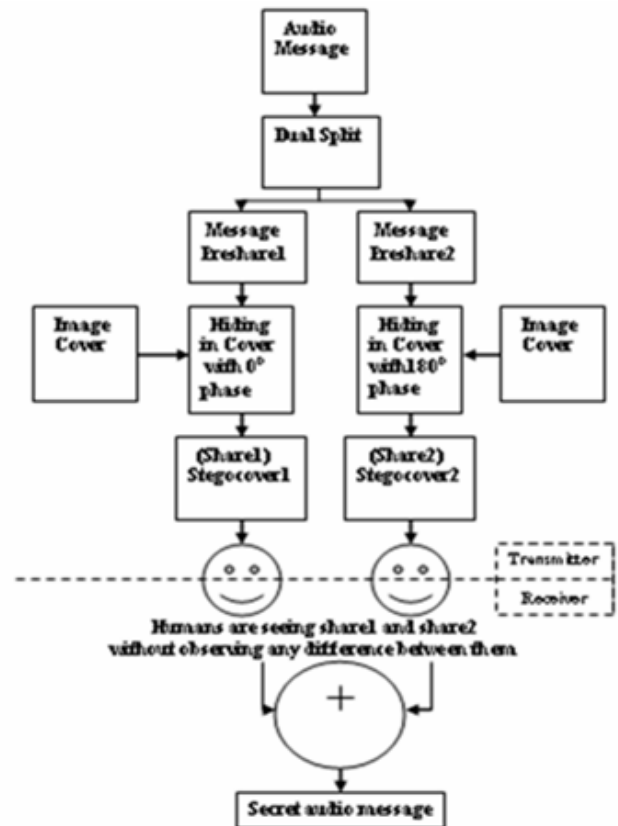 Audio
Message
Dual Split
Message
Preshare1
Message
Preshare2
Image
Cover
Hiding
in Cover
with 0°
phase
Hiding
in Cover
with180°
phase
Image
Cover
(Share1)
Stegocover1
(Share2)
Stegocover2
Transmitter
Receiver
Humans are seeing share1 and share2
without observing any difference between them
+
Secret audio message